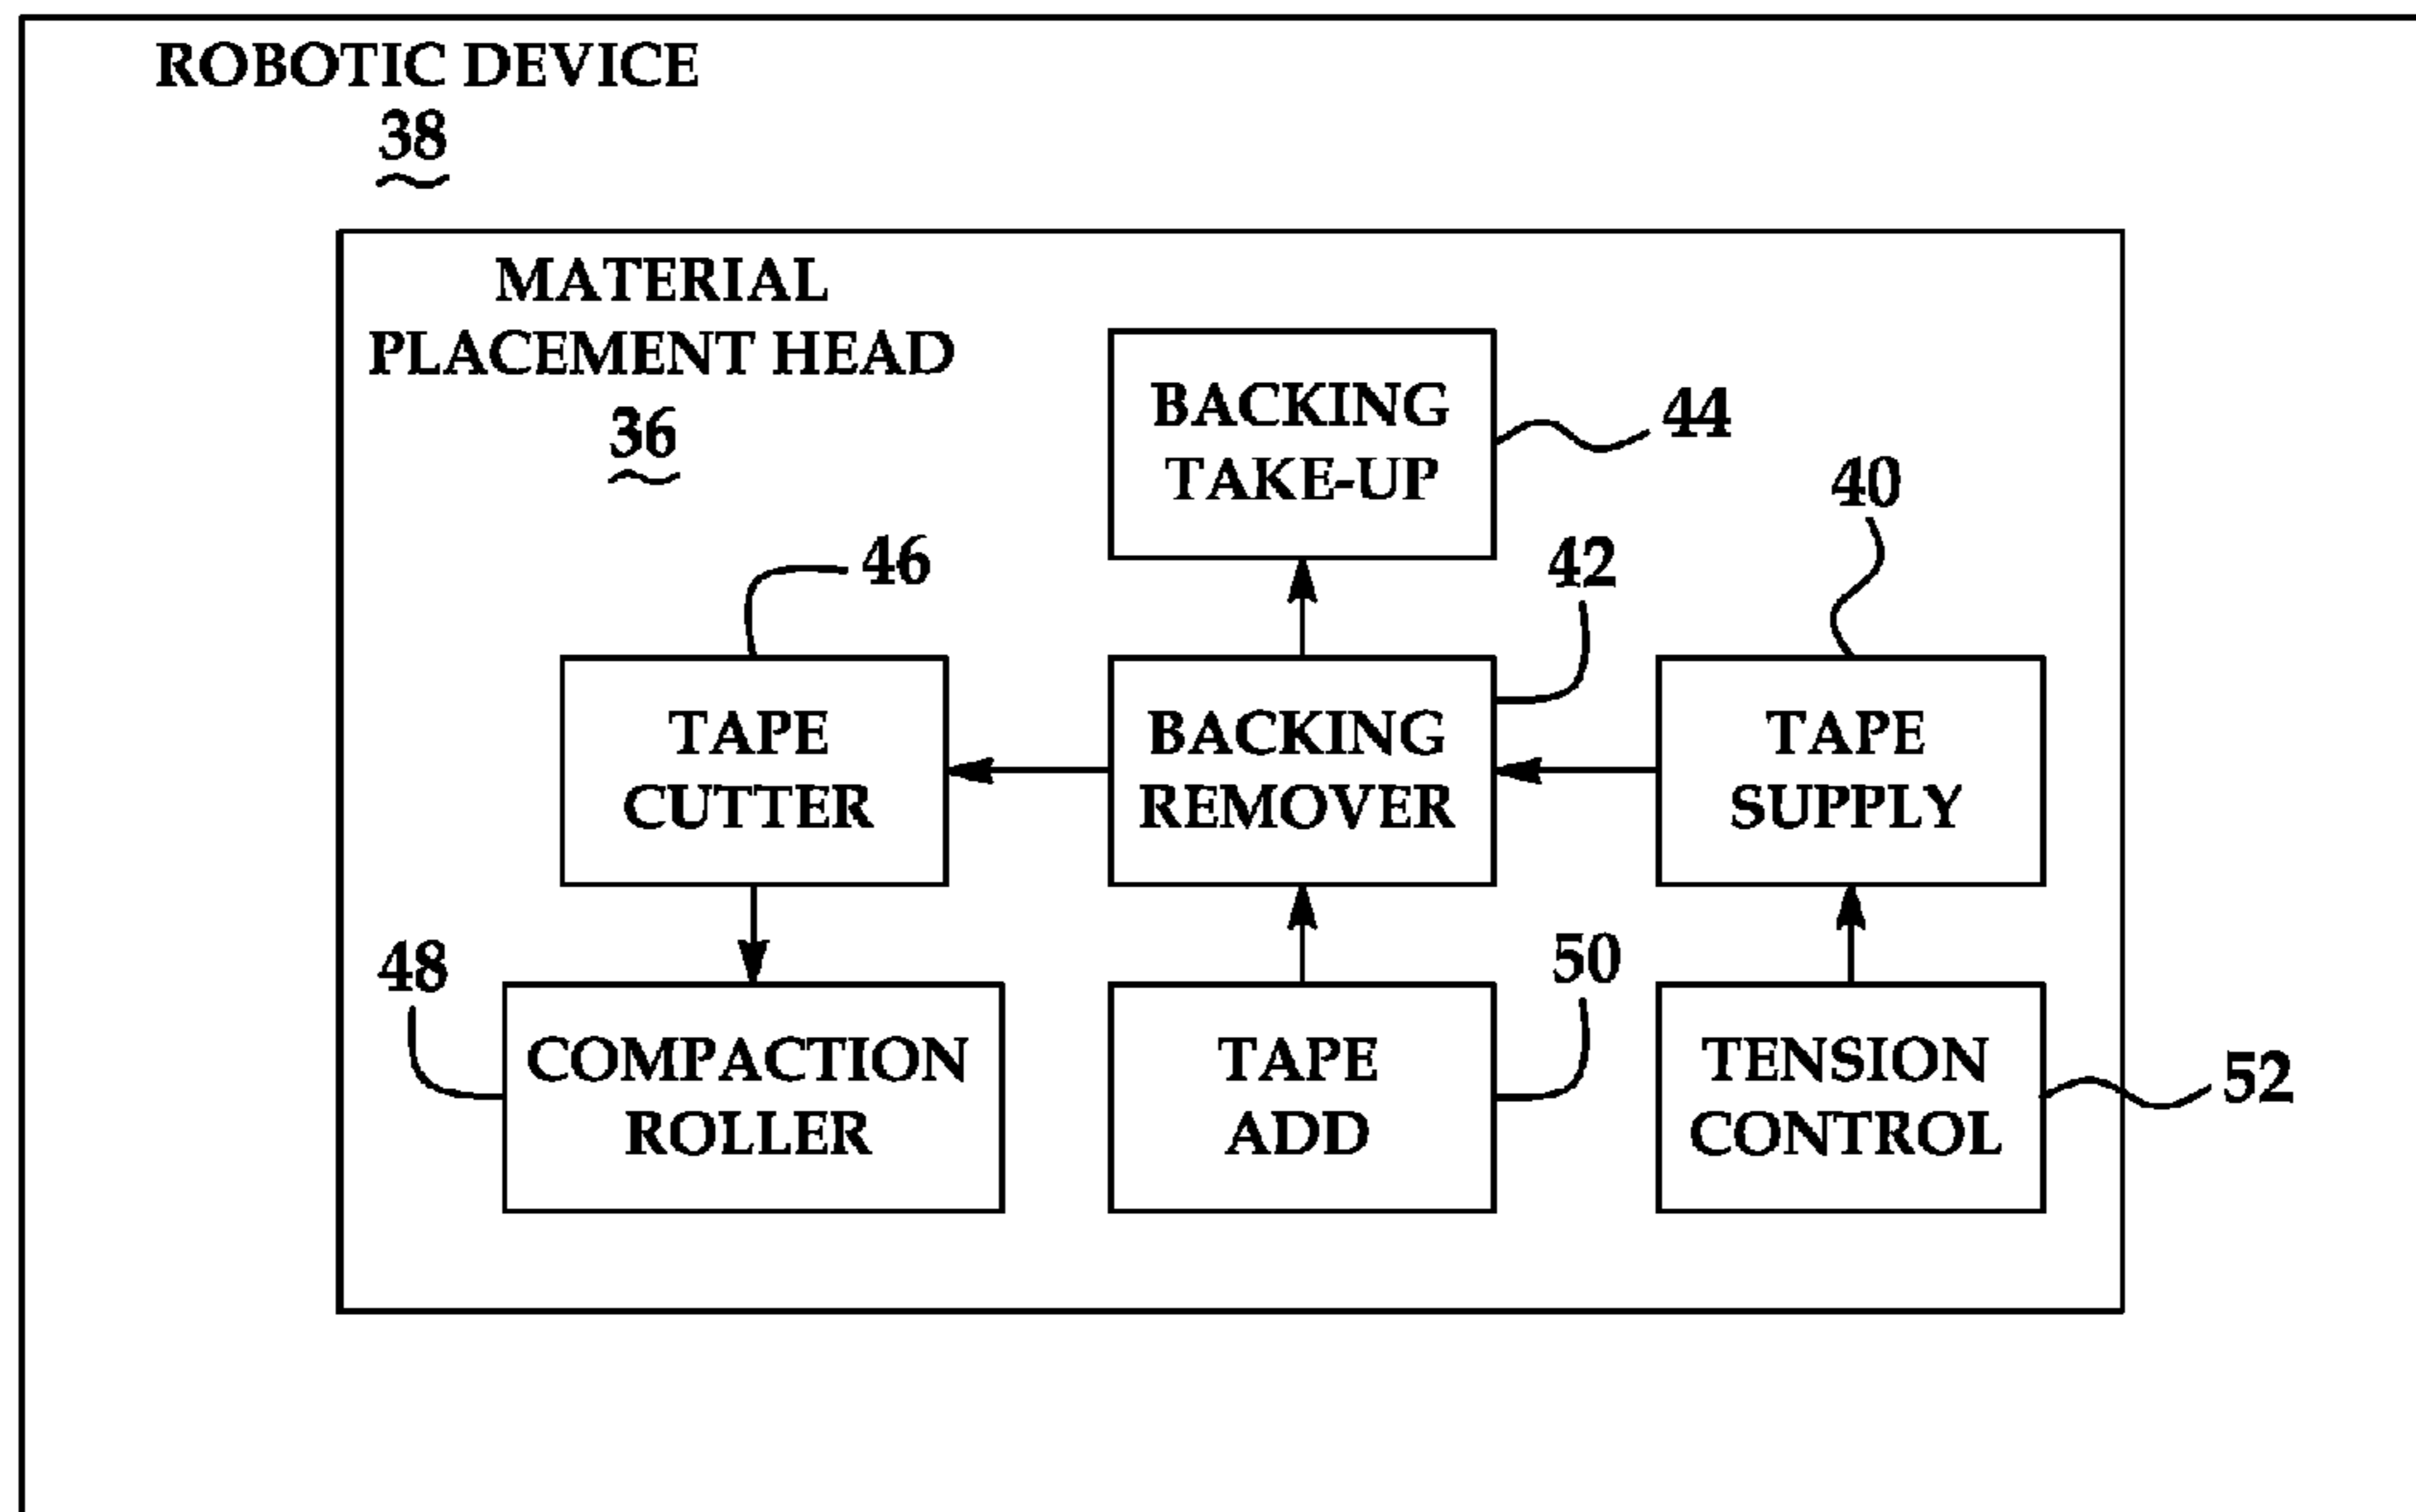 ROBOTIC DEVICE
38
MATERIAL
PLACEMENT HEAD
36
BACKING
TAKE-UP
44
40
42
46
TAPE
CUTTER
BACKING
REMOVER
TAPE
SUPPLY
48
50
COMPACTION
ROLLER
TAPE
ADD
TENSION
CONTROL
52